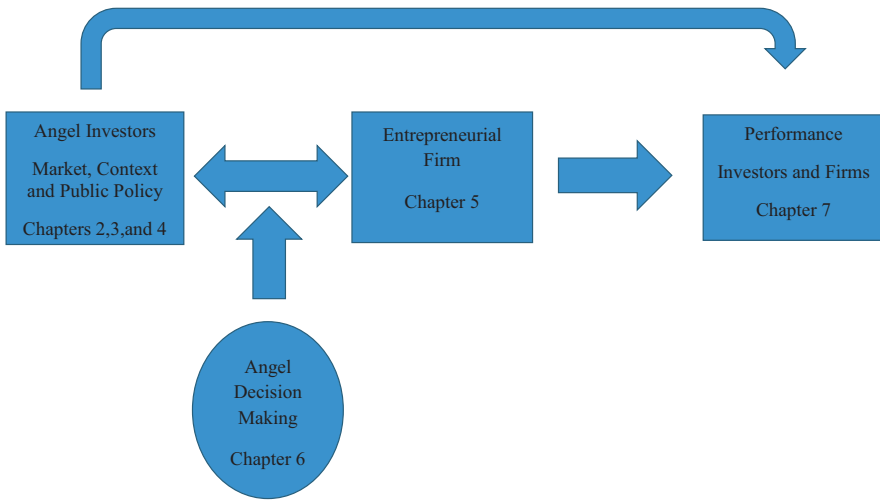 Angel Investors
Market, Context
and Public Policy
Chapters 2,3,and 4
Entrepreneurial
Firm
Chapter 5
Performance
Investors and Firms
Chapter 7
Angel
Decision
Making
Chapter 6